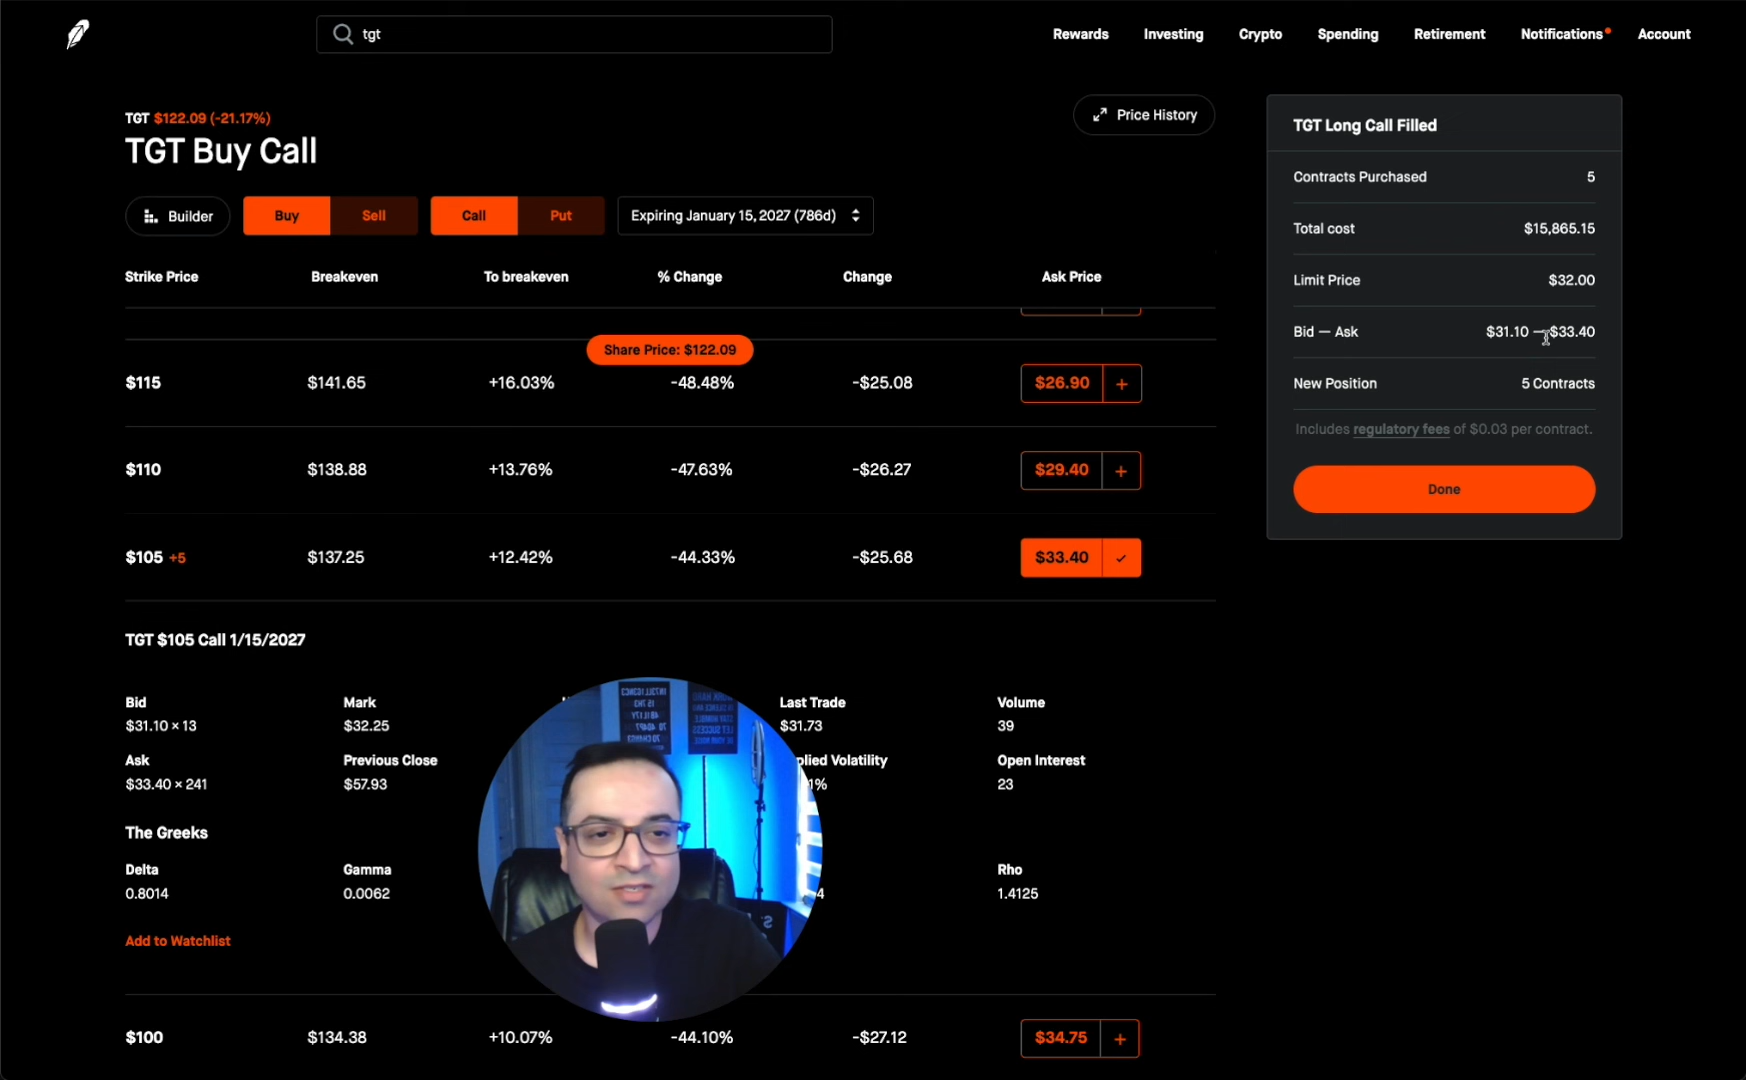 tgt
Rewards Investing Crypto Spending Retirement Notifications Account
TGT $122.09 (-21.17%)
TGT Buy Call
Price History
Builder Buy Sell Call Put Expiring January 15, 2027 (786d)
Strike Price Breakeven To breakeven % Change Change Ask Price
Share Price: $122.09
$115 $141.65 +16.03% -48.48% -$25.08 $26.90 +
$110 $138.88 +13.76% -47.63% -$26.27 $29.40 +
$105 +5 $137.25 +12.42% -44.33% -$25.68 $33.40
TGT $105 Call 1/15/2027
Bid Mark Last Trade Volume
$31.10 × 13 $32.25 $31.73 39
Ask Previous Close plied Volatility Open Interest
$33.40 × 241 $57.93 1% 23
The Greeks
Delta Gamma Rho
0.8014 0.0062 4 1.4125
Add to Watchlist
$100 $134.38 +10.07% -44.10% -$27.12 $34.75 +
TGT Long Call Filled
Contracts Purchased 5
Total cost $15,865.15
Limit Price $32.00
Bid — Ask $31.10 — $33.40
New Position 5 Contracts
Includes regulatory fees of $0.03 per contract.
Done